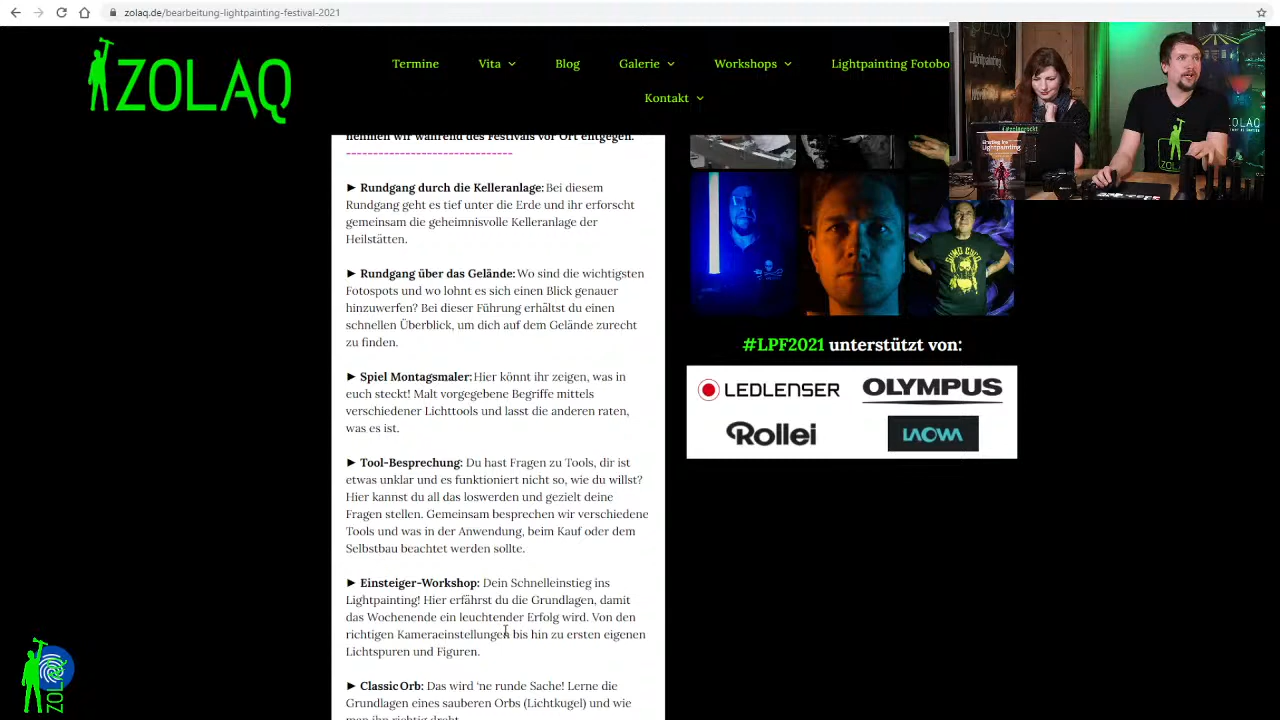 zolaq.de/bearbeitung-lightpainting-festival-2021
ZOLAQ
Termine Vita Blog Galerie Workshops Lightpainting Fotobo
Kontakt
nehmen wir während des Festivals vor Ort entgegen.
-------------------------------
► Rundgang durch die Kelleranlage: Bei diesem
Rundgang geht es tief unter die Erde und ihr erforscht
gemeinsam die geheimnisvolle Kelleranlage der
Heilstätten.
► Rundgang über das Gelände: Wo sind die wichtigsten
Fotospots und wo lohnt es sich einen Blick genauer
hinzuwerfen? Bei dieser Führung erhältst du einen
schnellen Überblick, um dich auf dem Gelände zurecht
zu finden.
► Spiel Montagsmaler: Hier könnt ihr zeigen, was in
euch steckt! Malt vorgegebene Begriffe mittels
verschiedener Lichttools und lasst die anderen raten,
was es ist.
► Tool-Besprechung: Du hast Fragen zu Tools, dir ist
etwas unklar und es funktioniert nicht so, wie du willst?
Hier kannst du all das loswerden und gezielt deine
Fragen stellen. Gemeinsam besprechen wir verschiedene
Tools und was in der Anwendung, beim Kauf oder dem
Selbstbau beachtet werden sollte.
► Einsteiger-Workshop: Dein Schnelleinstieg ins
Lightpainting! Hier erfährst du die Grundlagen, damit
das Wochenende ein leuchtender Erfolg wird. Von den
richtigen Kameraeinstellungen bis hin zu ersten eigenen
Lichtspuren und Figuren.
► Classic Orb: Das wird 'ne runde Sache! Lerne die
Grundlagen eines sauberen Orbs (Lichtkugel) und wie
man ihn richtig dreht.
#LPF2021 unterstützt von:
LEDLENSER OLYMPUS
Rollei LAOWA
Lightpainting
ZOLAQ
ZOLAQ